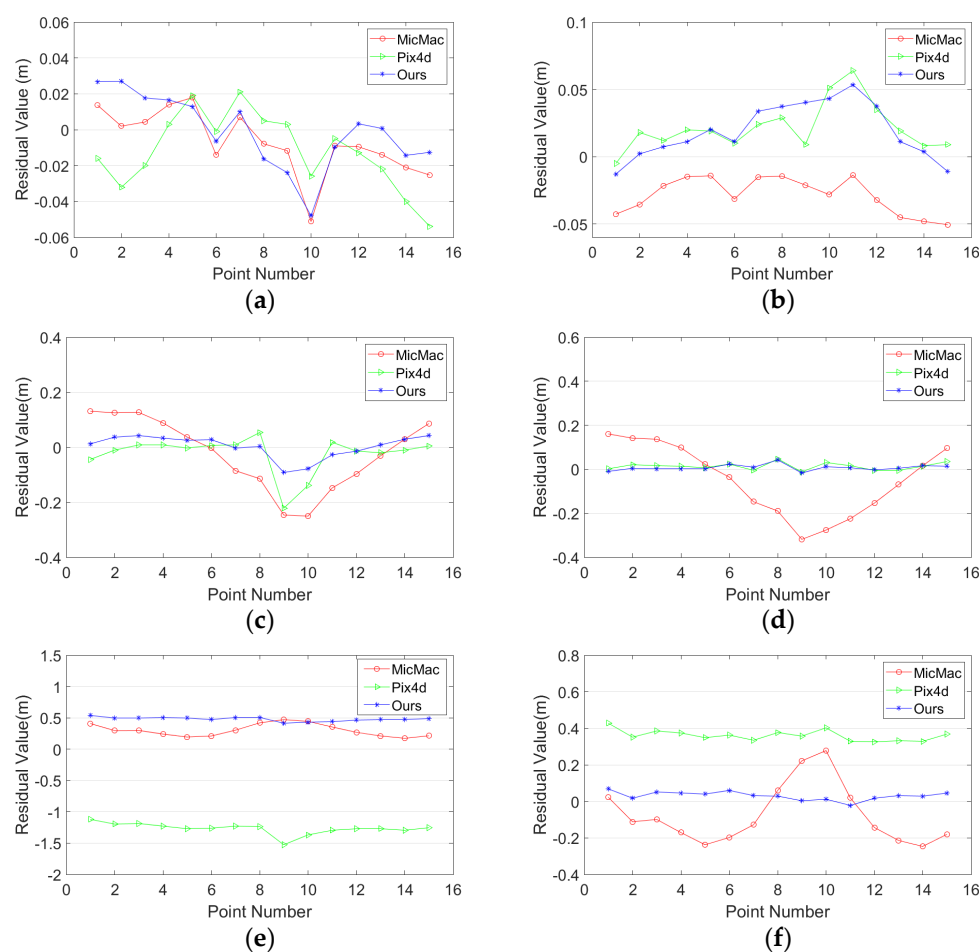 0.06
0.04
0.02
0
-0.02
-0.04
-0.06
Residual Value (m)
MicMac
Pix4d
Ours
0 2 4 6 8 10 12 14 16
Point Number
(a)
0.1
0.05
0
-0.05
Residual Value(m)
MicMac
Pix4d
Ours
0 2 4 6 8 10 12 14 16
Point Number
(b)
0.4
0.2
0
-0.2
-0.4
Residual Value(m)
MicMac
Pix4d
Ours
0 2 4 6 8 10 12 14 16
Point Number
(c)
0.6
0.4
0.2
0
-0.2
-0.4
Residual Value(m)
MicMac
Pix4d
Ours
0 2 4 6 8 10 12 14 16
Point Number
(d)
1.5
1
0.5
0
-0.5
-1
-1.5
-2
Residual Value(m)
MicMac
Pix4d
Ours
0 2 4 6 8 10 12 14 16
Point Number
(e)
0.8
0.6
0.4
0.2
0
-0.2
-0.4
Residual Value(m)
MicMac
Pix4d
Ours
0 2 4 6 8 10 12 14 16
Point Number
(f)